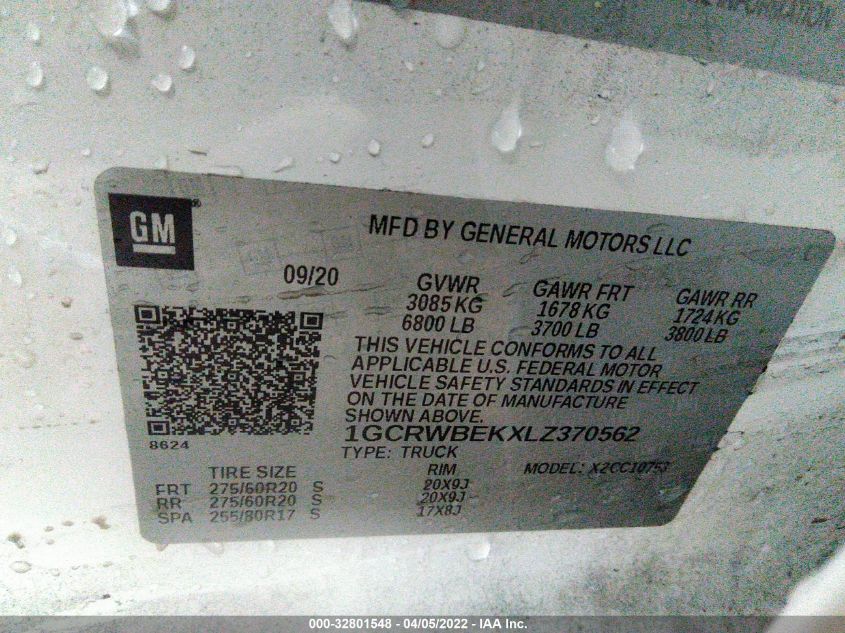 INFORMATION
GM
MFD BY GENERAL MOTORS LLC
09/20
GVWR GAWR FRT GAWR RR
3085 KG 1678 KG 1724 KG
6800 LB 3700 LB 3800 LB
THIS VEHICLE CONFORMS TO ALL
APPLICABLE U.S. FEDERAL MOTOR
VEHICLE SAFETY STANDARDS IN EFFECT
ON THE DATE OF MANUFACTURE
SHOWN ABOVE.
8624
1GCRWBEKXLZ370562
TYPE: TRUCK
TIRE SIZE RIM MODEL:
FRT 275/60R20 S 20X9J
RR 275/60R20 S 20X9J
SPA 255/80R17 S 17X8J
000-32801548 - 04/05/2022 - IAA Inc.